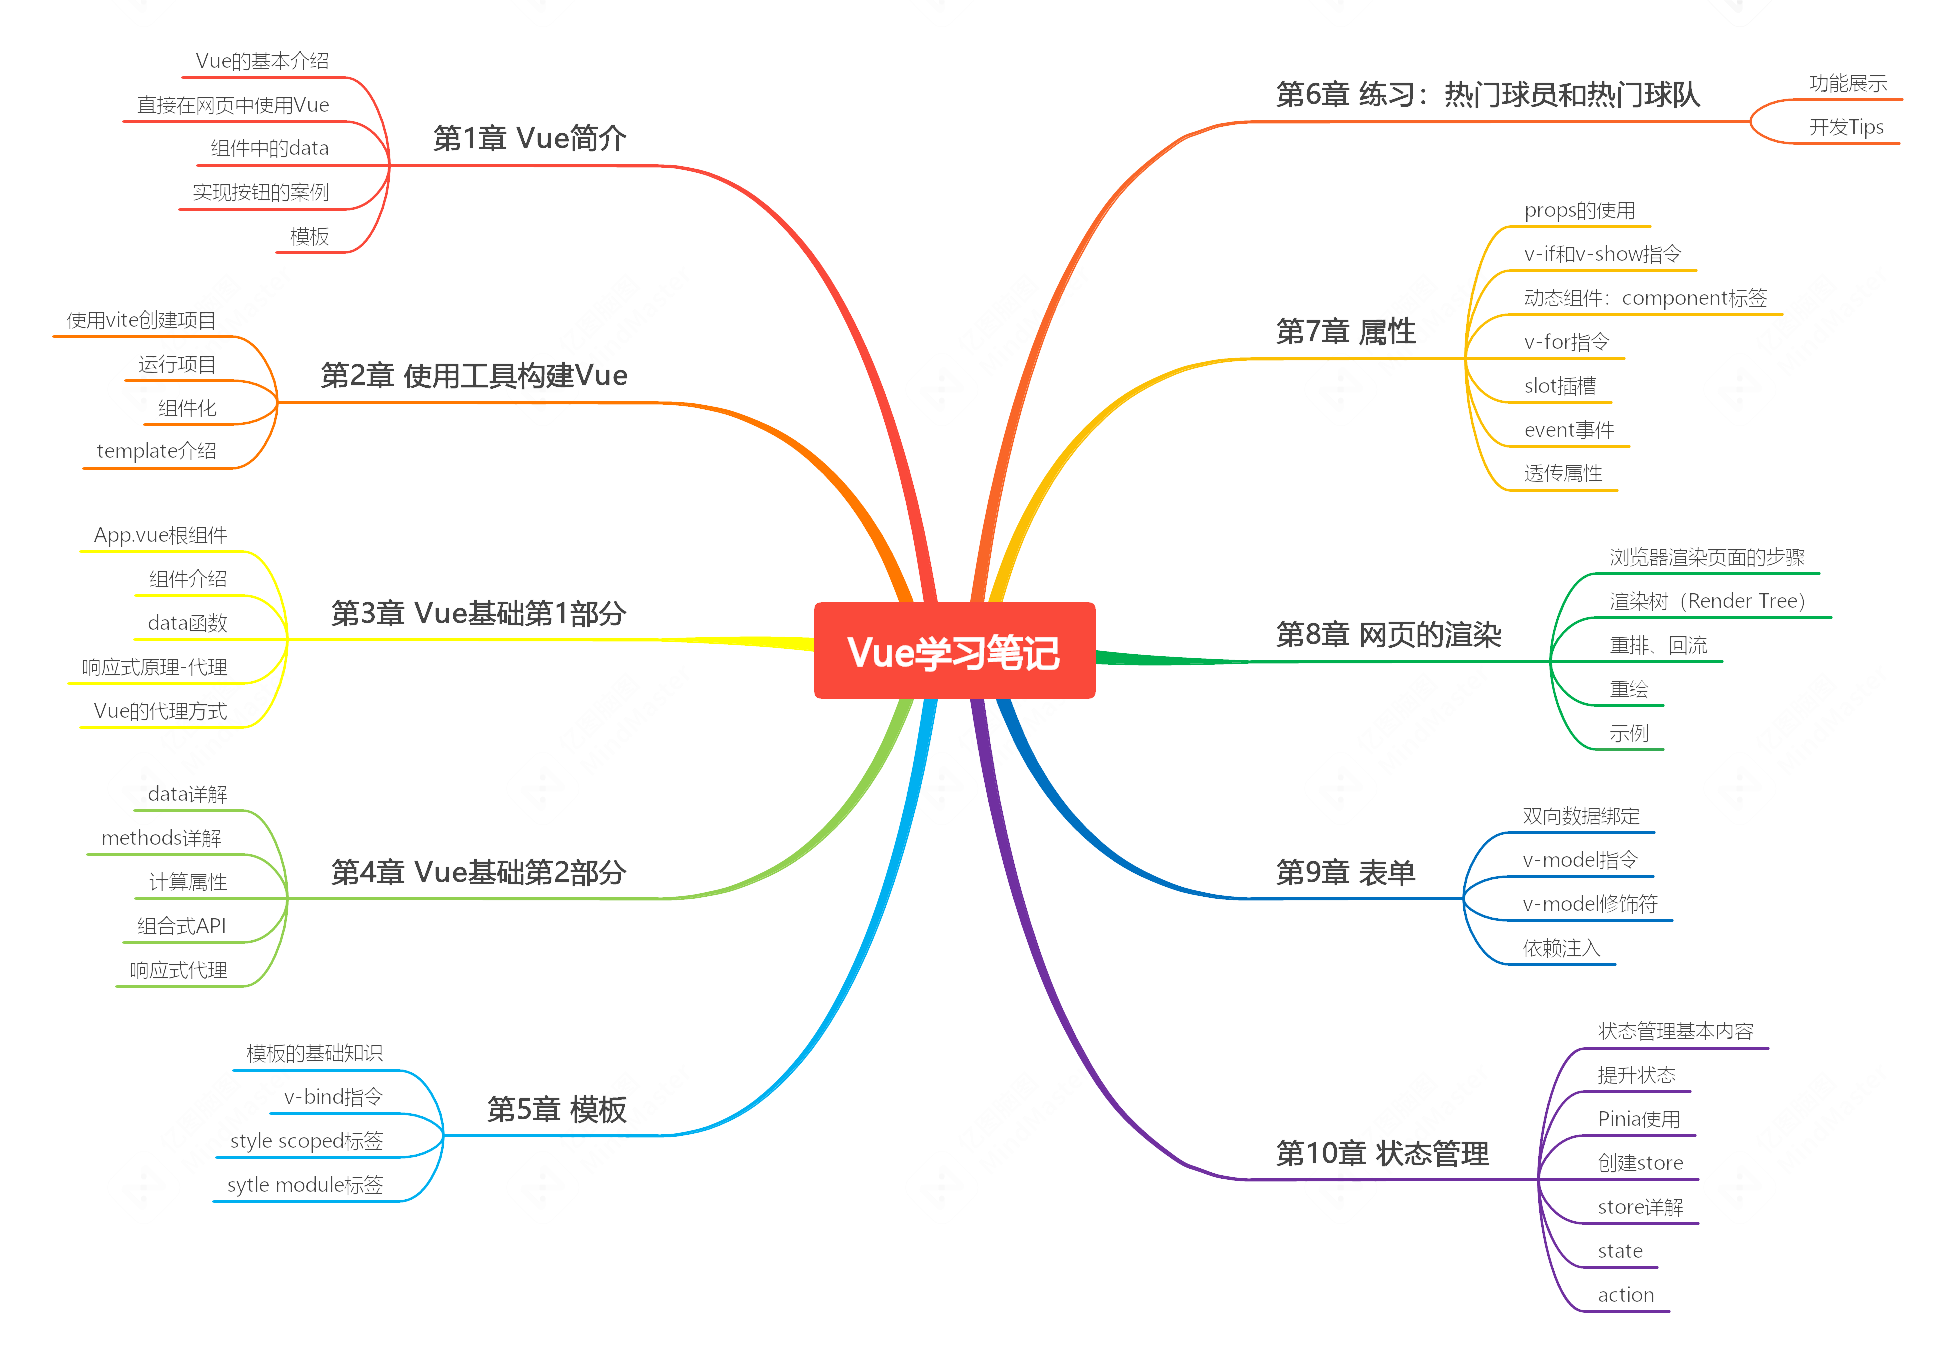 Vue学习笔记
第1章 Vue简介
Vue的基本介绍
直接在网页中使用Vue
组件中的data
实现按钮的案例
模板
第2章 使用工具构建Vue
使用vite创建项目
运行项目
组件化
template介绍
第3章 Vue基础第1部分
App.vue根组件
组件介绍
data函数
响应式原理-代理
Vue的代理方式
第4章 Vue基础第2部分
data详解
methods详解
计算属性
组合式API
响应式代理
第5章 模板
模板的基础知识
v-bind指令
style scoped标签
sytle module标签
第6章 练习：热门球员和热门球队
功能展示
开发Tips
第7章 属性
props的使用
v-if和v-show指令
动态组件：component标签
v-for指令
slot插槽
event事件
透传属性
第8章 网页的渲染
浏览器渲染页面的步骤
渲染树（Render Tree）
重排、回流
重绘
示例
第9章 表单
双向数据绑定
v-model指令
v-model修饰符
依赖注入
第10章 状态管理
状态管理基本内容
提升状态
Pinia使用
创建store
store详解
state
action